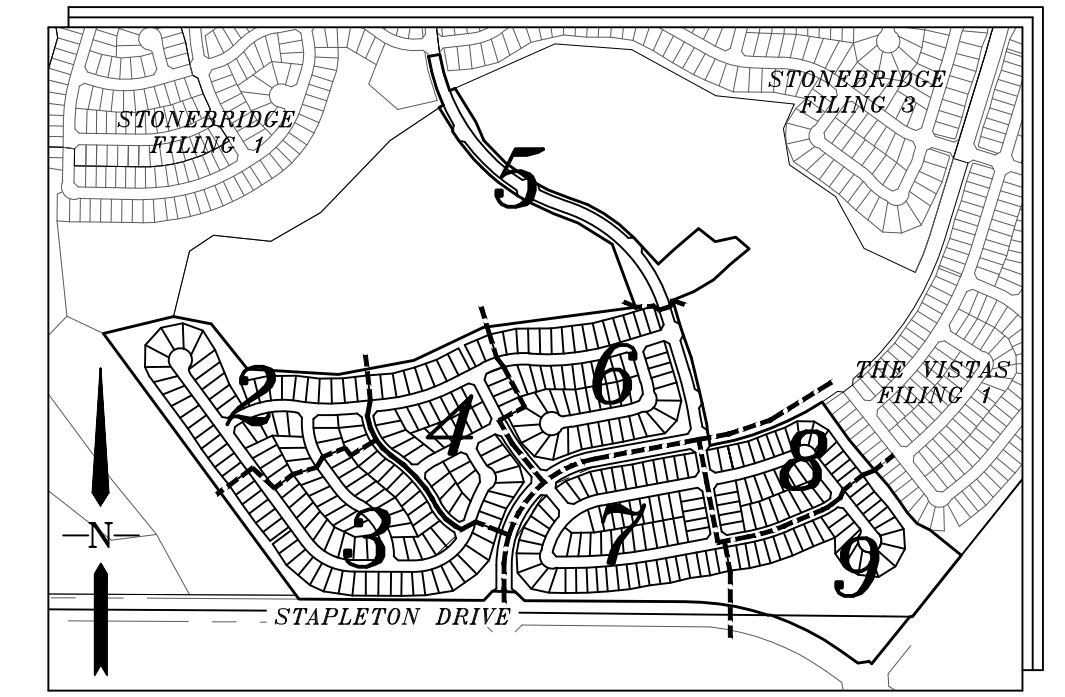 STONEBRIDGE
FILING 1
STONEBRIDGE
FILING 3
5
THE VISTAS
FILING 1
2
4
6
8
3
7
9
N
STAPLETON DRIVE